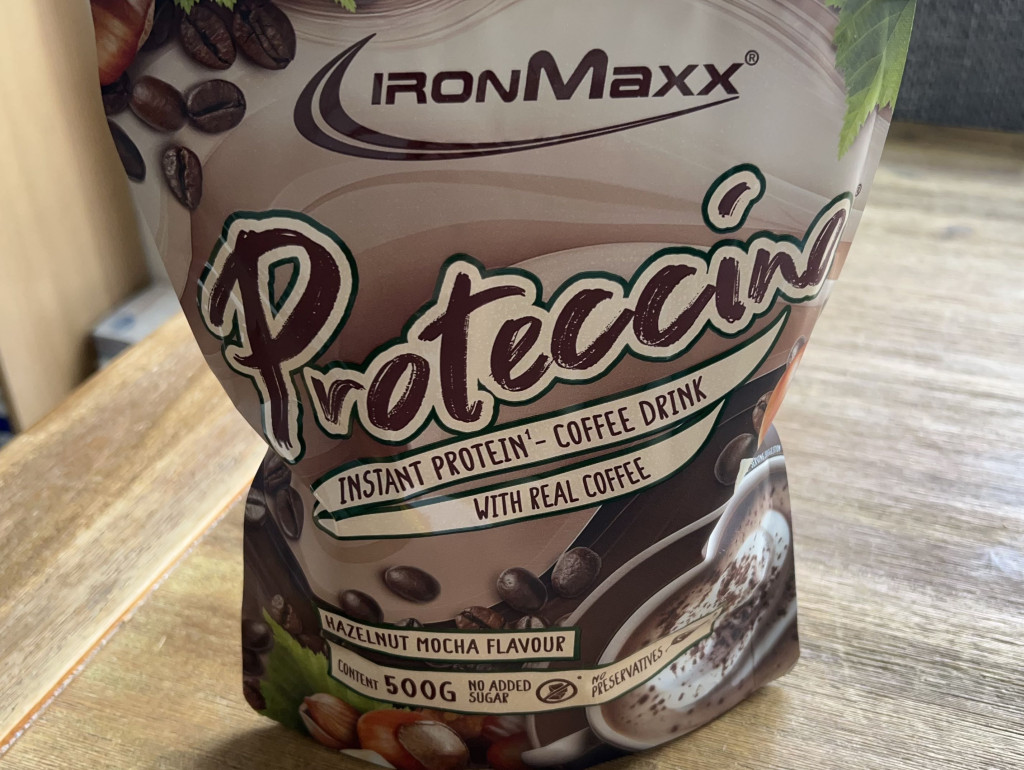 IRONMAXX®
Proteccino
INSTANT PROTEIN¹ - COFFEE DRINK
WITH REAL COFFEE
HAZELNUT MOCHA FLAVOUR
CONTENT 500G NO ADDED SUGAR * NO PRESERVATIVES